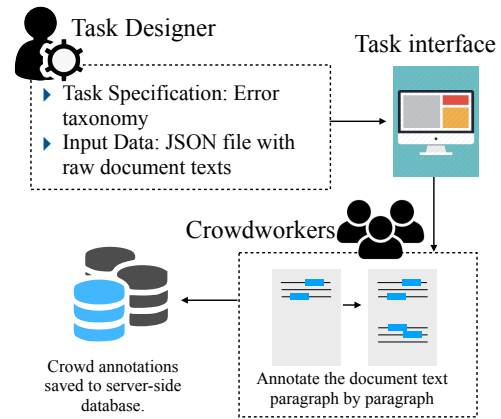 Task Designer
Task interface
Task Specification: Error
taxonomy
Input Data: JSON file with
raw document texts
Crowdworkers
Annotate the document text
paragraph by paragraph
Crowd annotations
saved to server-side
database.